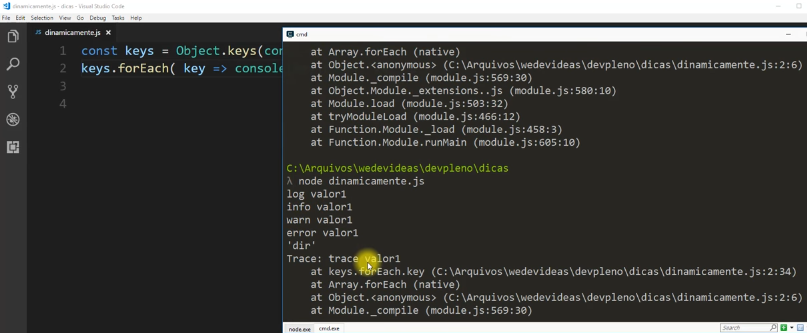 dinamicamente.js - dicas - Visual Studio Code
File Edit Selection View Go Debug Tasks Help
JS dinamicamente.js ×
1 const keys = Object.keys(con
2 keys.forEach( key => console
3
4
cmd
at Array.forEach (native)
at Object.<anonymous> (C:\Arquivos\wedevideas\devpleno\dicas\dinamicamente.js:2:6)
at Module._compile (module.js:569:30)
at Object.Module._extensions..js (module.js:580:10)
at Module.load (module.js:503:32)
at tryModuleLoad (module.js:466:12)
at Function.Module._load (module.js:458:3)
at Function.Module.runMain (module.js:605:10)
C:\Arquivos\wedevideas\devpleno\dicas
λ node dinamicamente.js
log valor1
info valor1
warn valor1
error valor1
'dir'
Trace: trace valor1
at keys.forEach.key (C:\Arquivos\wedevideas\devpleno\dicas\dinamicamente.js:2:34)
at Array.forEach (native)
at Object.<anonymous> (C:\Arquivos\wedevideas\devpleno\dicas\dinamicamente.js:2:6)
at Module._compile (module.js:569:30)
node.exe cmd.exe
Search